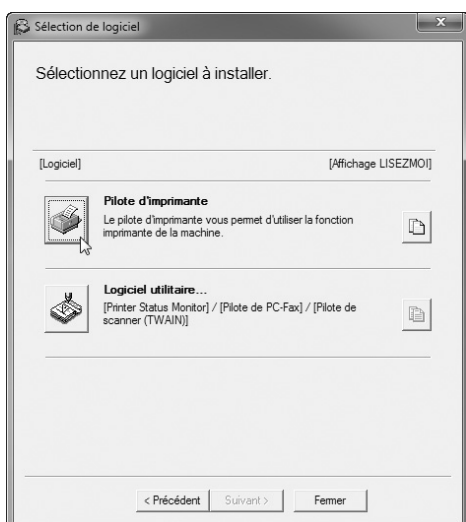 Sélection de logiciel
Sélectionnez un logiciel à installer.
[Logiciel] [Affichage LISEZMOI]
Pilote d'imprimante
Le pilote d'imprimante vous permet d'utiliser la fonction
imprimante de la machine.
Logiciel utilitaire...
[Printer Status Monitor] / [Pilote de PC-Fax] / [Pilote de
scanner (TWAIN)]
< Précédent Suivant > Fermer